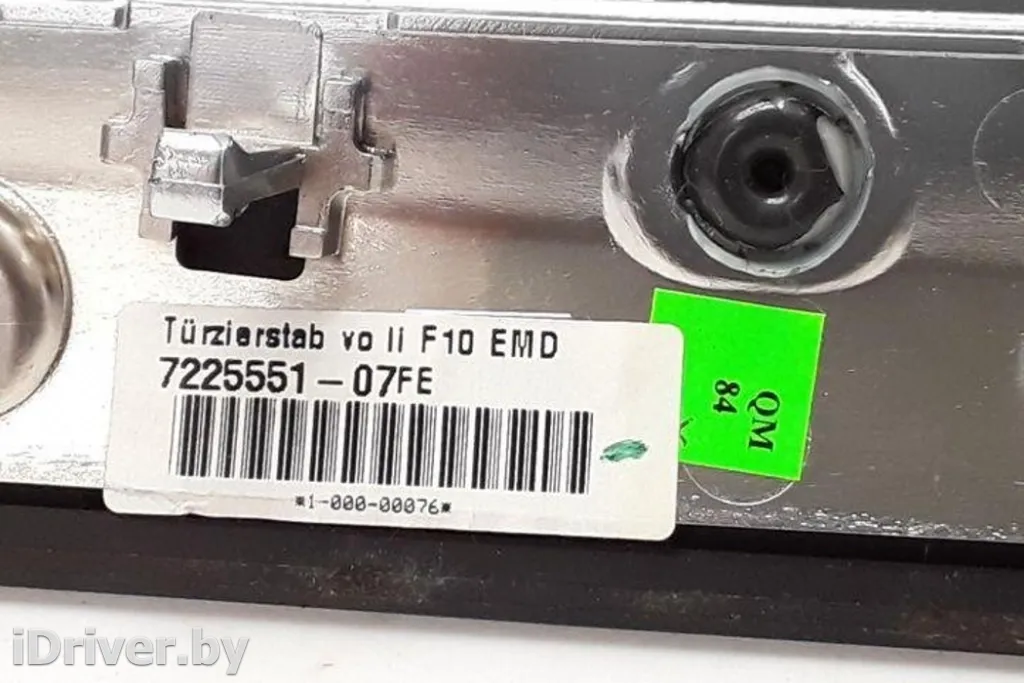 Türzierstab vo li F10 EMD
7225551-07FE
*1-000-00076*
QM
84
iDriver.by